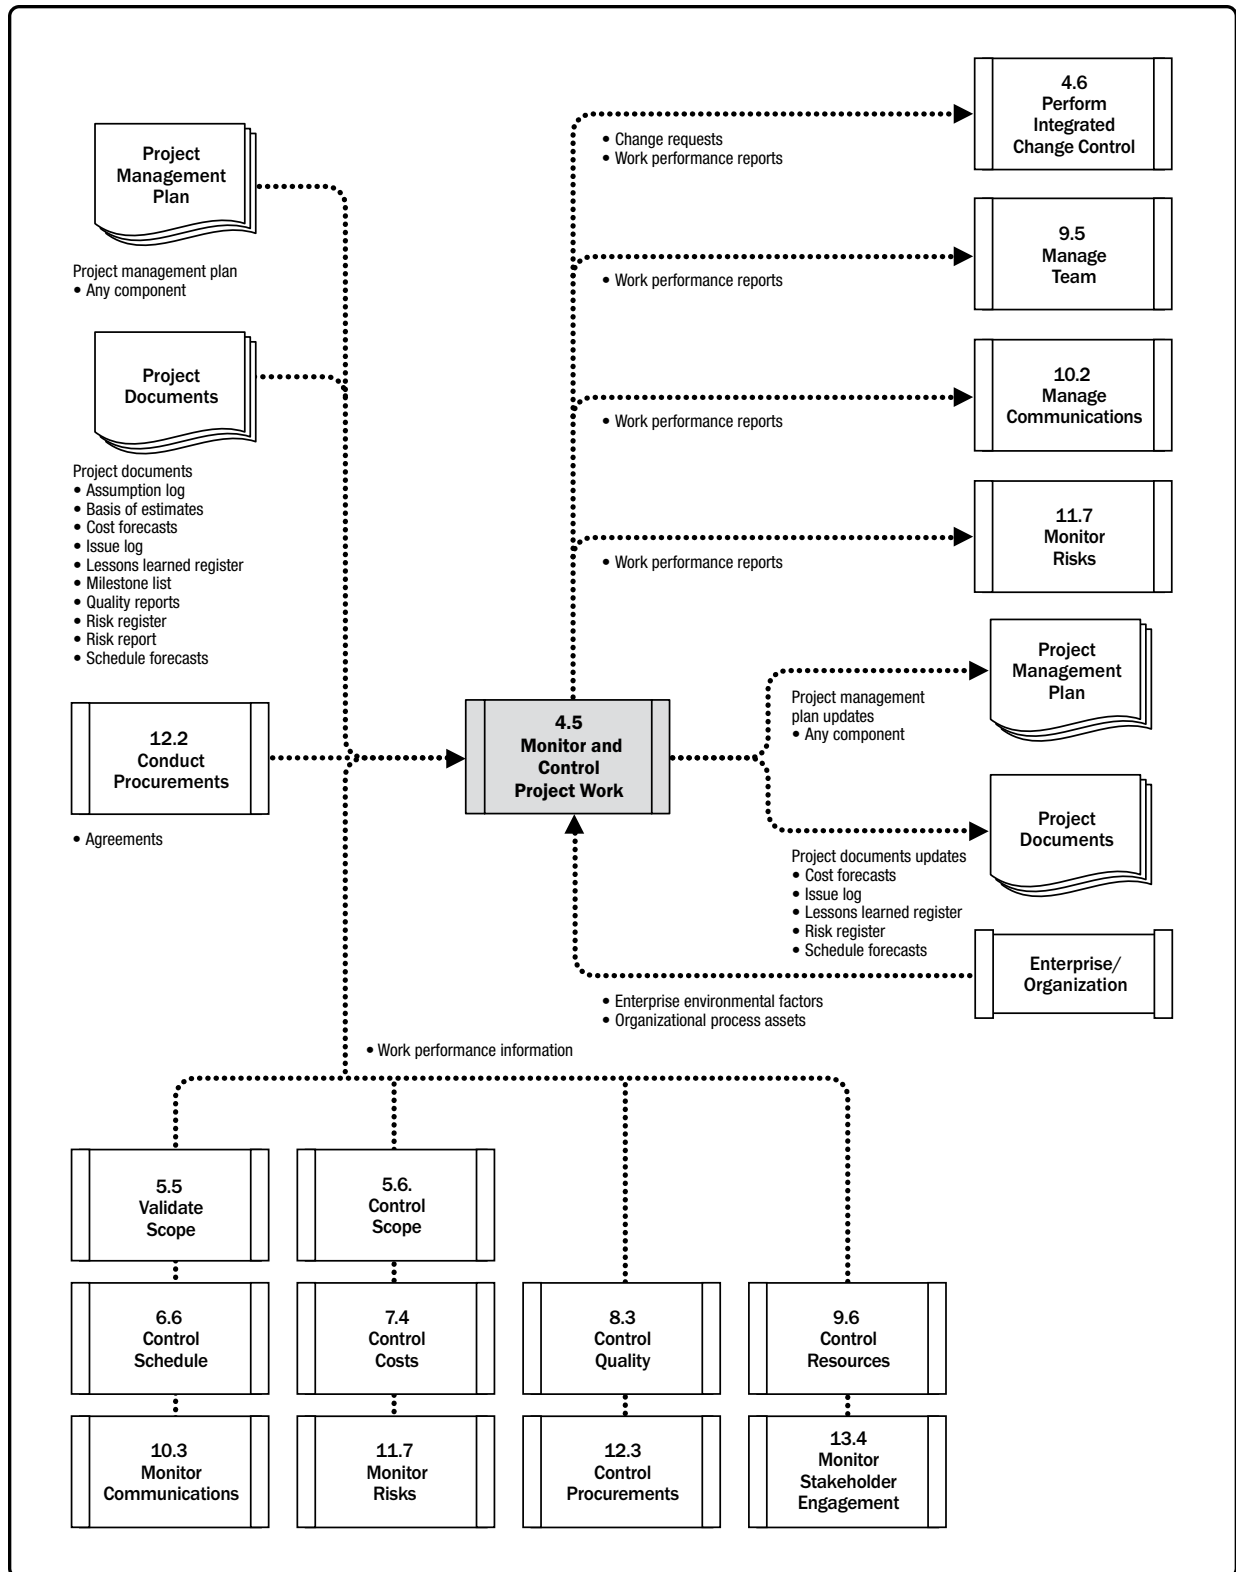 Project
Management
Plan
Project management plan
• Any component
Project
Documents
Project documents
• Assumption log
• Basis of estimates
• Cost forecasts
• Issue log
• Lessons learned register
• Milestone list
• Quality reports
• Risk register
• Risk report
• Schedule forecasts
12.2
Conduct
Procurements
• Agreements
4.5
Monitor and
Control
Project Work
• Change requests
• Work performance reports
4.6
Perform
Integrated
Change Control
• Work performance reports
9.5
Manage
Team
• Work performance reports
10.2
Manage
Communications
• Work performance reports
11.7
Monitor
Risks
Project management
plan updates
• Any component
Project
Management
Plan
Project documents updates
• Cost forecasts
• Issue log
• Lessons learned register
• Risk register
• Schedule forecasts
Project
Documents
Enterprise/
Organization
• Enterprise environmental factors
• Organizational process assets
• Work performance information
5.5
Validate
Scope
5.6.
Control
Scope
6.6
Control
Schedule
7.4
Control
Costs
8.3
Control
Quality
9.6
Control
Resources
10.3
Monitor
Communications
11.7
Monitor
Risks
12.3
Control
Procurements
13.4
Monitor
Stakeholder
Engagement